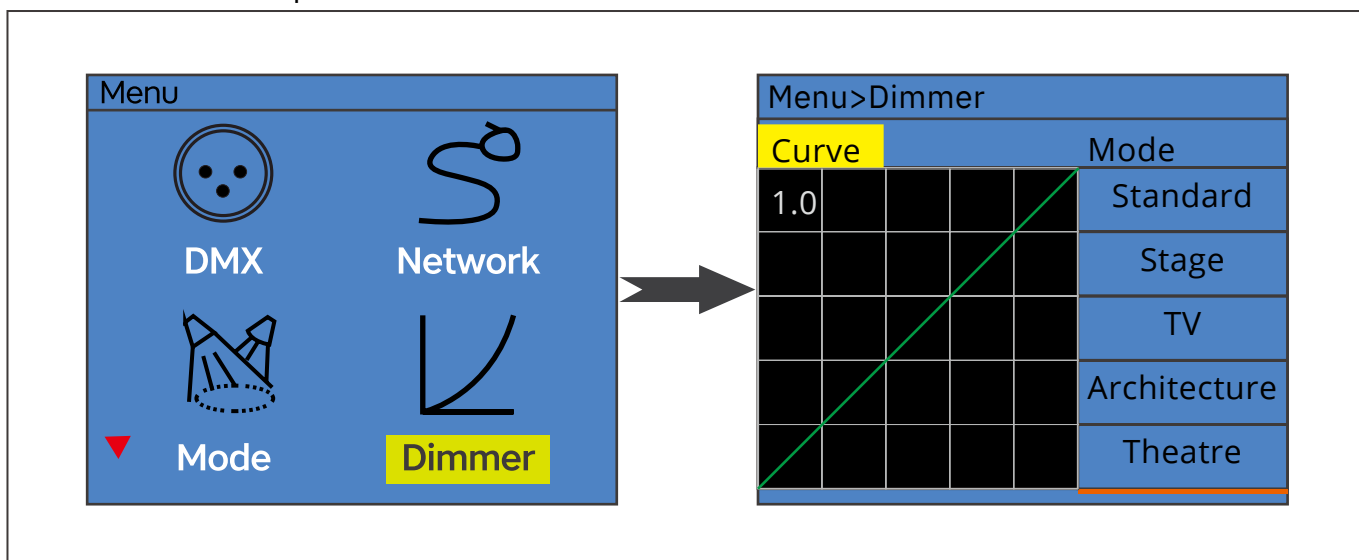 Menu
DMX
Network
Mode
Dimmer
Menu>Dimmer
Curve
Mode
1.0
Standard
Stage
TV
Architecture
Theatre